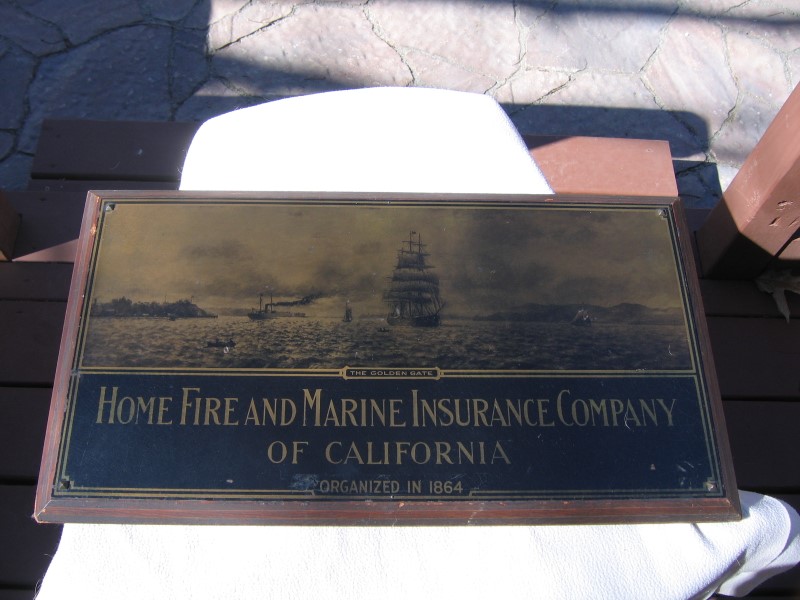 THE GOLDEN GATE
HOME FIRE AND MARINE INSURANCE COMPANY
OF CALIFORNIA
ORGANIZED IN 1864